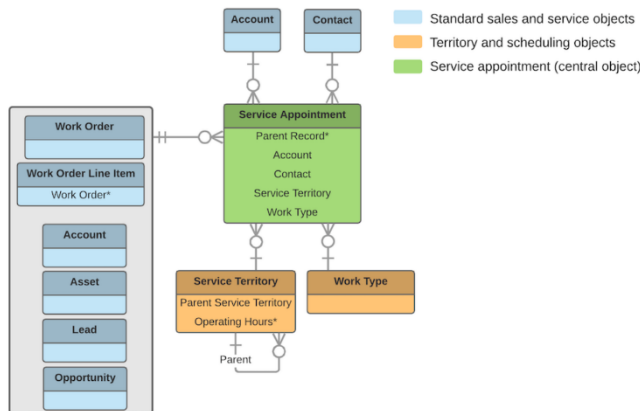 Account
Contact
Standard sales and service objects
Territory and scheduling objects
Service appointment (central object)
Work Order
Work Order Line Item
Work Order*
Account
Asset
Lead
Opportunity
Service Appointment
Parent Record*
Account
Contact
Service Territory
Work Type
Service Territory
Parent Service Territory
Operating Hours*
Parent
Work Type